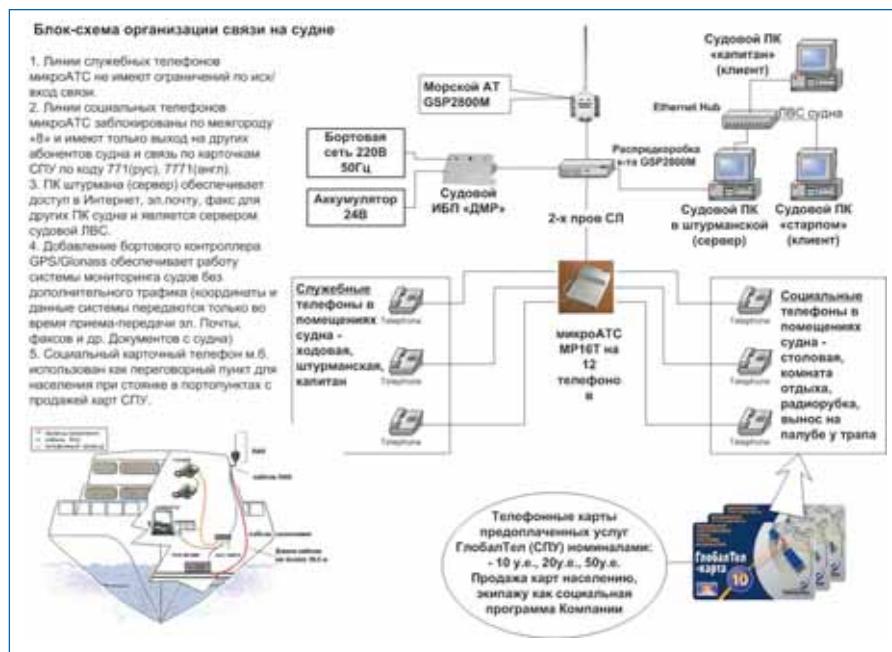 Блок-схема организации связи на судне
1. Линии служебных телефонов
микроАТС не имеют ограничений по исх/
вход связи.
2. Линии социальных телефонов
микроАТС заблокированы по межгороду
«8» и имеют только выход на других
абонентов судна и связь по карточкам
СПУ по коду 771(рус), 7771(англ).
3. ПК штурмана (сервер) обеспечивает
доступ в Интернет, эл.почту, факс для
других ПК судна и является сервером
судовой ЛВС.
4. Добавление бортового контроллера
GPS/Glonass обеспечивает работу
системы мониторинга судов без
дополнительного трафика (координаты и
данные системы передаются только во
время приема-передачи эл. Почты,
факсов и др. Документов с судна)
5. Социальный карточный телефон м.б.
использован как переговорный пункт для
населения при стоянке в портопунктах с
продажей карт СПУ.
Морской АТ
GSP2800M
Бортовая
сеть 220В
50Гц
Аккумулятор
24В
Судовой
ИБП «ДМР»
Распредкоробка
к-та GSP2800M
2-х пров СЛ
Судовой ПК
«капитан»
(клиент)
Ethernet Hub
ЛВС судна
Судовой ПК
в штурманской
(сервер)
Судовой ПК
«старпом»
(клиент)
Служебные
телефоны в
помещениях
судна -
ходовая,
штурманская,
капитан
Telephone
Telephone
Telephone
микроАТС
МР16Т на
12
телефоно
в
Telephone
Telephone
Telephone
Социальные
телефоны в
помещениях
судна -
столовая,
комната
отдыха,
радиорубка,
вынос на
палубе у трапа
Телефонные карты
предоплаченных услуг
ГлобалТел (СПУ) номиналами:
- 10 у.е., 20у.е., 50у.е.
Продажа карт населению,
экипажу как социальная
программа Компании
ГлобалТел
-карта
10